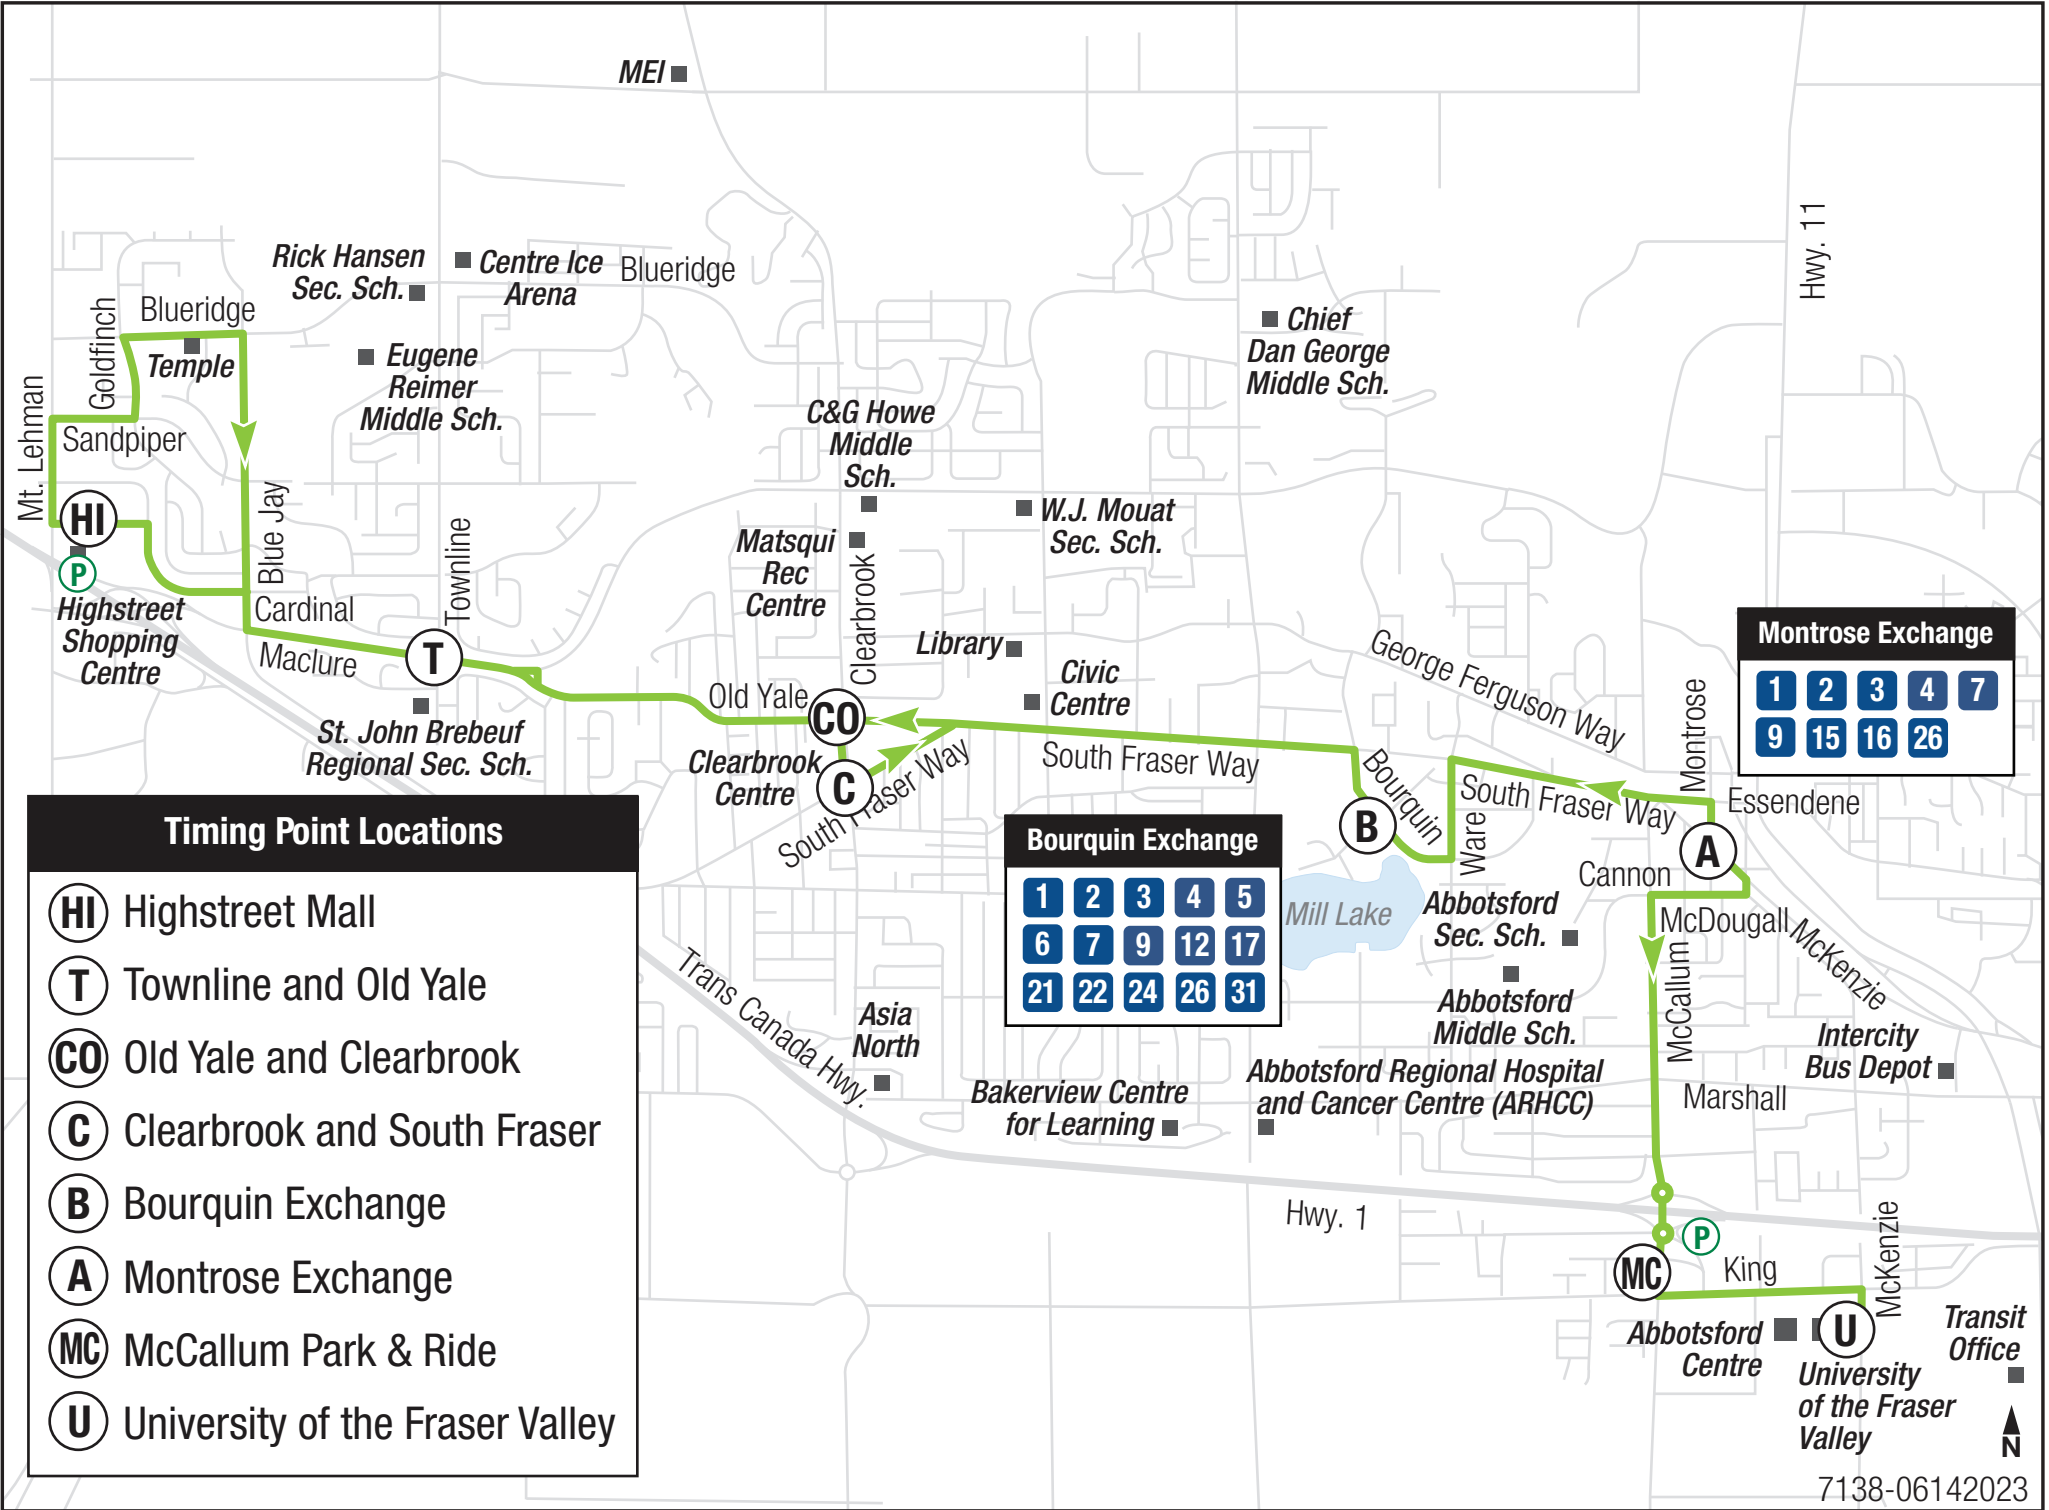 MEI
Hwy. 11
Rick Hansen
Sec. Sch.
Centre Ice
Arena
Blueridge
Blueridge
Goldfinch
Temple
Eugene
Reimer
Middle Sch.
Chief
Dan George
Middle Sch.
Mt. Lehman
Sandpiper
C&G Howe
Middle
Sch.
HI
P
Highstreet
Shopping
Centre
Blue Jay
Cardinal
Maclure
Townline
T
St. John Brebeuf
Regional Sec. Sch.
Matsqui
Rec
Centre
Clearbrook
W.J. Mouat
Sec. Sch.
Library
Civic
Centre
Old Yale
CO
Clearbrook
Centre
C
South Fraser Way
South Fraser Way
George Ferguson Way
Bourquin
B
Ware
South Fraser Way
Montrose
Essendene
A
Cannon
McDougall
McKenzie
McCallum
Montrose Exchange
1 2 3 4 7
9 15 16 26
Bourquin Exchange
1 2 3 4 5
6 7 9 12 17
21 22 24 26 31
Mill Lake
Abbotsford
Sec. Sch.
Abbotsford
Middle Sch.
Intercity
Bus Depot
Marshall
Trans Canada Hwy.
Asia
North
Bakerview Centre
for Learning
Abbotsford Regional Hospital
and Cancer Centre (ARHCC)
Hwy. 1
P
MC
King
McKenzie
Abbotsford
Centre
U
University
of the Fraser
Valley
Transit
Office
N
7138-06142023
Timing Point Locations
HI Highstreet Mall
T Townline and Old Yale
CO Old Yale and Clearbrook
C Clearbrook and South Fraser
B Bourquin Exchange
A Montrose Exchange
MC McCallum Park & Ride
U University of the Fraser Valley